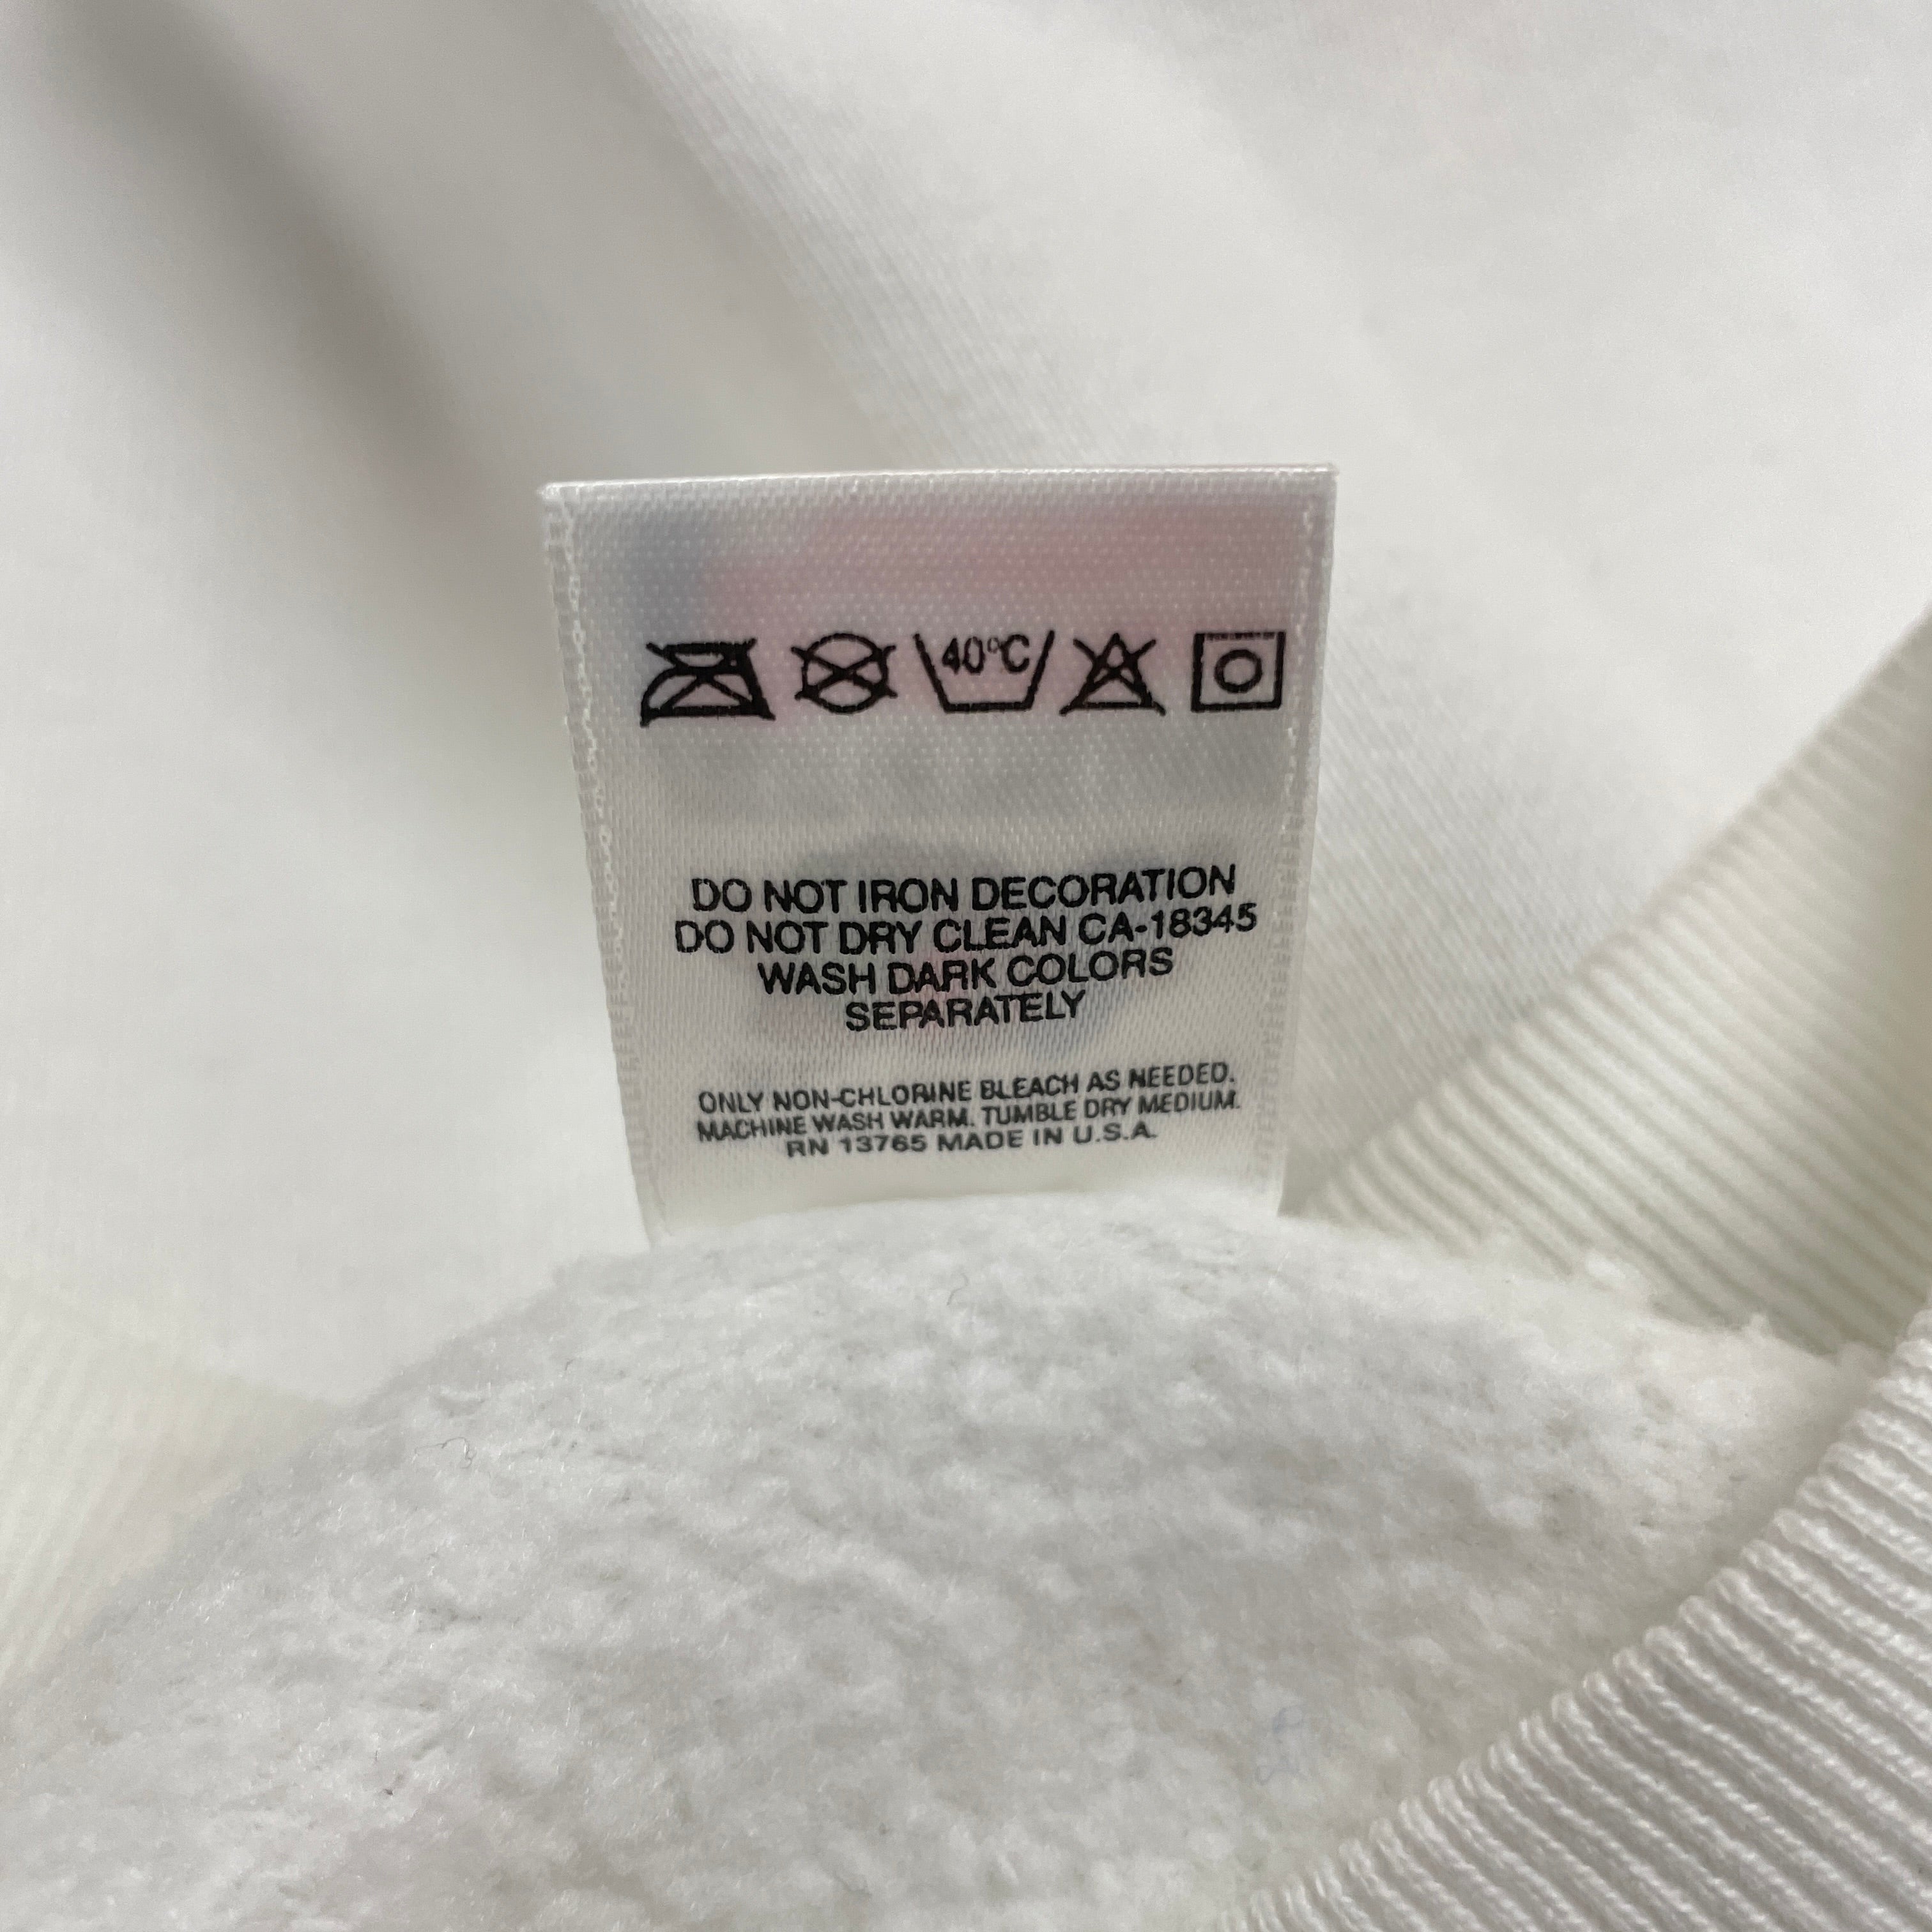 40°C
DO NOT IRON DECORATION
DO NOT DRY CLEAN CA-18345
WASH DARK COLORS
SEPARATELY
ONLY NON-CHLORINE BLEACH AS NEEDED.
MACHINE WASH WARM. TUMBLE DRY MEDIUM.
RN 13765 MADE IN U.S.A.